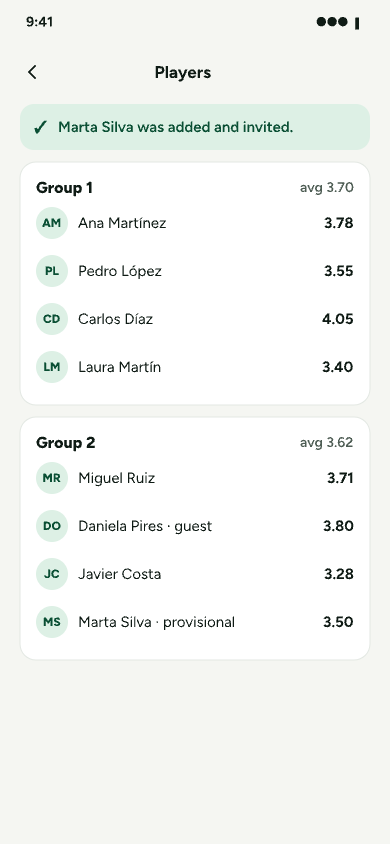 9:41
Players
✓ Marta Silva was added and invited.
Group 1 avg 3.70
AM Ana Martínez 3.78
PL Pedro López 3.55
CD Carlos Díaz 4.05
LM Laura Martín 3.40
Group 2 avg 3.62
MR Miguel Ruiz 3.71
DO Daniela Pires · guest 3.80
JC Javier Costa 3.28
MS Marta Silva · provisional 3.50